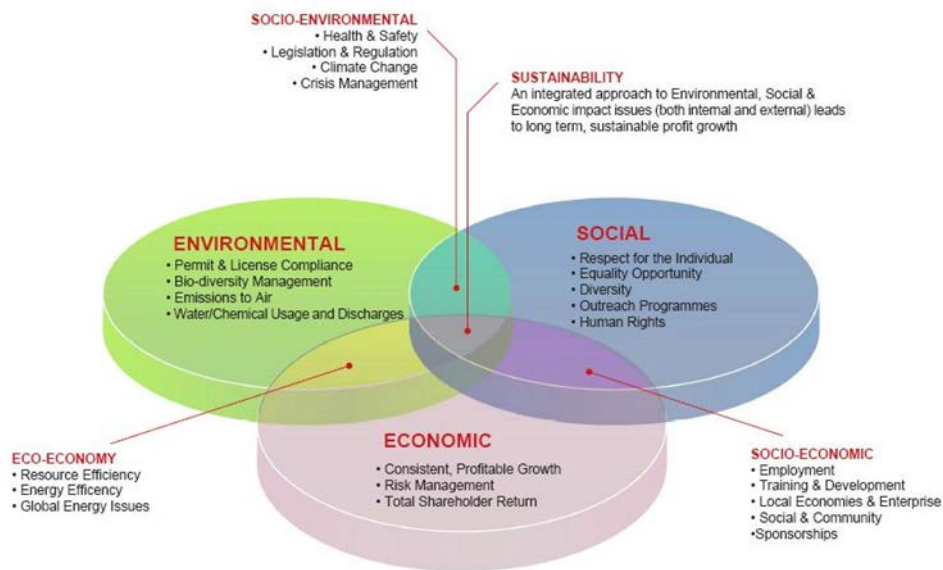 SOCIO-ENVIRONMENTAL
• Health & Safety
• Legislation & Regulation
• Climate Change
• Crisis Management
SUSTAINABILITY
An integrated approach to Environmental, Social &
Economic impact issues (both internal and external) leads
to long term, sustainable profit growth
ENVIRONMENTAL
• Permit & License Compliance
• Bio-diversity Management
• Emissions to Air
• Water/Chemical Usage and Discharges
SOCIAL
• Respect for the Individual
• Equality Opportunity
• Diversity
• Outreach Programmes
• Human Rights
ECO-ECONOMY
• Resource Efficiency
• Energy Efficency
• Global Energy Issues
ECONOMIC
• Consistent, Profitable Growth
• Risk Management
• Total Shareholder Return
SOCIO-ECONOMIC
• Employment
• Training & Development
• Local Economies & Enterprise
• Social & Community
•Sponsorships